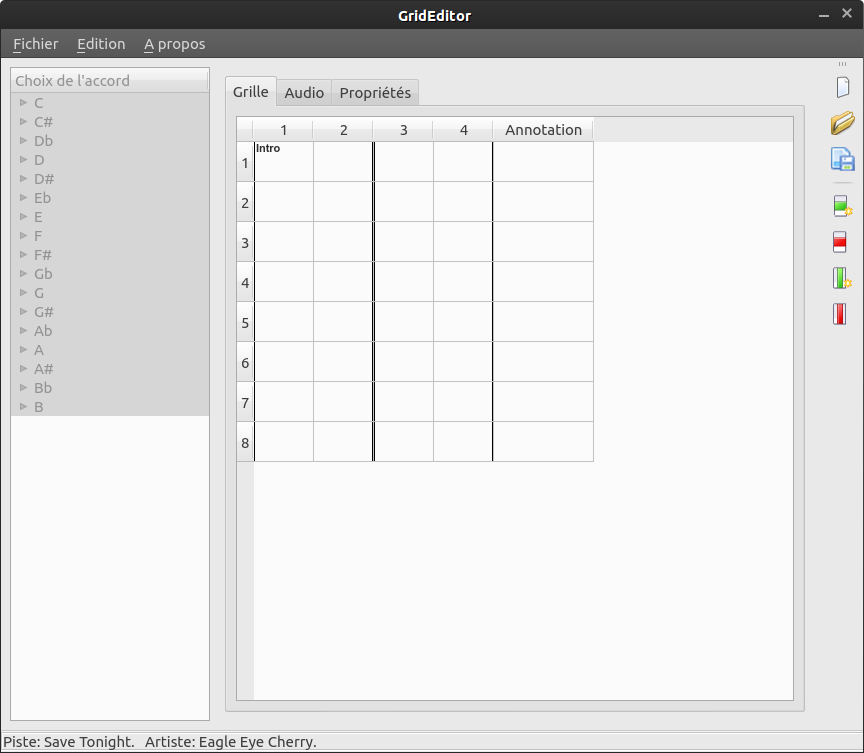 GridEditor
Fichier Edition A propos
Choix de l'accord
C
C#
Db
D
D#
Eb
E
F
F#
Gb
G
G#
Ab
A
A#
Bb
B
Grille Audio Propriétés
1 2 3 4 Annotation
1 Intro
2
3
4
5
6
7
8
Piste: Save Tonight. Artiste: Eagle Eye Cherry.